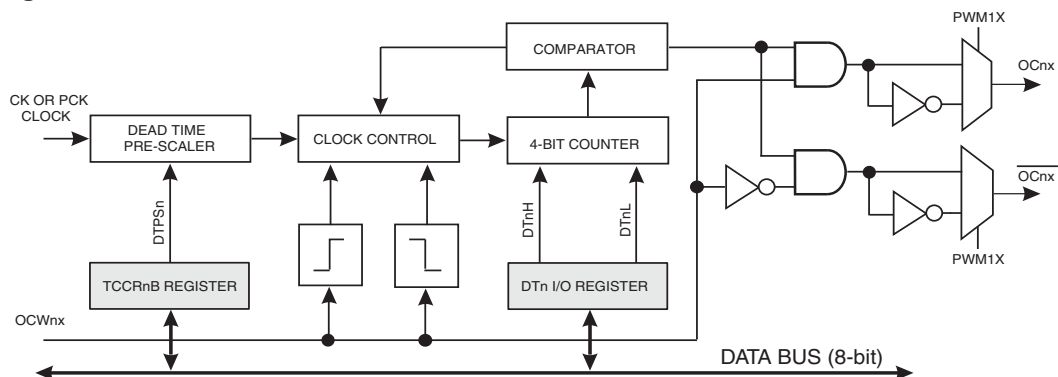 PWM1X
COMPARATOR
OCnx
CK OR PCK
CLOCK
DEAD TIME
PRE-SCALER
CLOCK CONTROL
4-BIT COUNTER
OCnx
DTPSn
DTnH
DTnL
PWM1X
TCCRnB REGISTER
DTn I/O REGISTER
OCWnx
DATA BUS (8-bit)